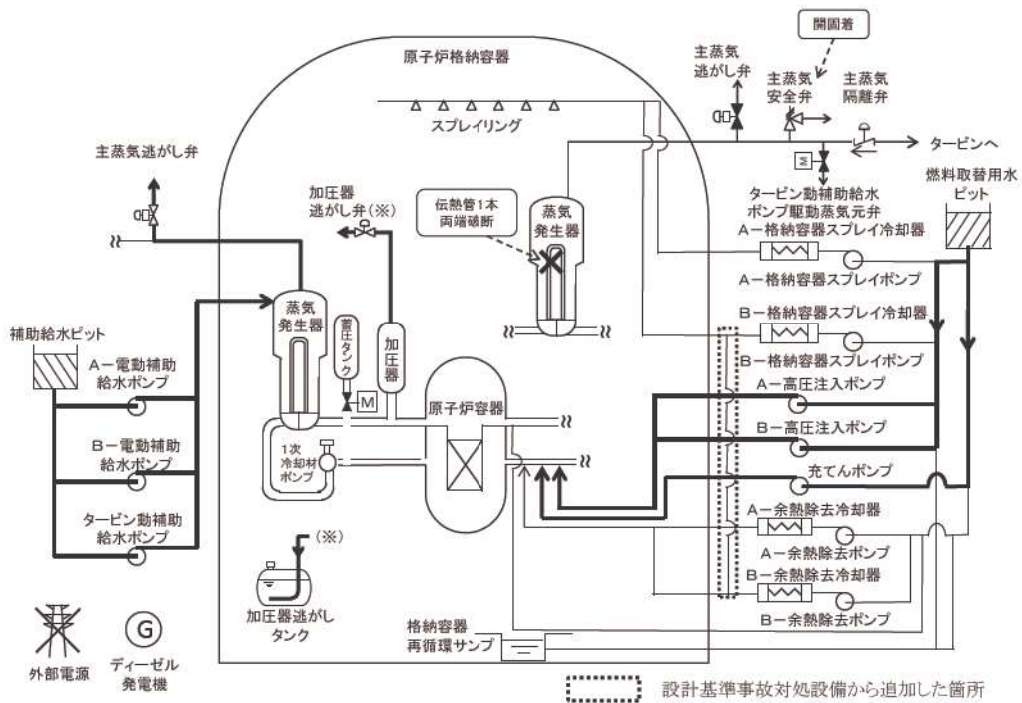 開固着
原子炉格納容器
主蒸気
逃がし弁
主蒸気
安全弁
主蒸気
隔離弁
スプレイリング
タービンへ
主蒸気逃がし弁
加圧器
逃がし弁(※)
伝熱管1本
両端破断
蒸気
発生器
M
タービン動補助給水
ポンプ駆動蒸気元弁
燃料取替用水
ピット
A-格納容器スプレイ冷却器
A-格納容器スプレイポンプ
B-格納容器スプレイ冷却器
B-格納容器スプレイポンプ
補助給水ピット
蒸気
発生器
蓄圧タンク
加圧器
M
原子炉容器
A-電動補助
給水ポンプ
A-高圧注入ポンプ
B-高圧注入ポンプ
B-電動補助
給水ポンプ
1次
冷却材
ポンプ
充てんポンプ
タービン動補助
給水ポンプ
A-余熱除去冷却器
A-余熱除去ポンプ
B-余熱除去冷却器
B-余熱除去ポンプ
(※)
加圧器逃がし
タンク
格納容器
再循環サンプ
外部電源
G
ディーゼル
発電機
設計基準事故対処設備から追加した箇所